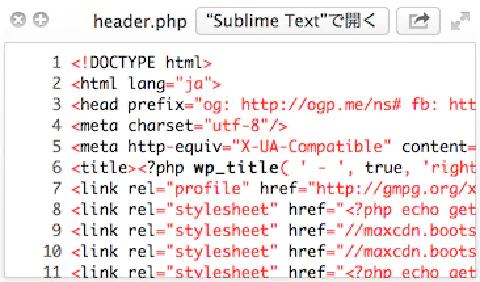 header.php "Sublime Text"で開く
1 <!DOCTYPE html>
2 <html lang="ja">
3 <head prefix="og: http://ogp.me/ns# fb: htt
4 <meta charset="utf-8"/>
5 <meta http-equiv="X-UA-Compatible" content=
6 <title><?php wp_title( ' - ', true, 'right
7 <link rel="profile" href="http://gmpg.org/x
8 <link rel="stylesheet" href="<?php echo get
9 <link rel="stylesheet" href="//maxcdn.boots
10 <link rel="stylesheet" href="//maxcdn.boots
11 <link rel="stylesheet" href="<?php echo get